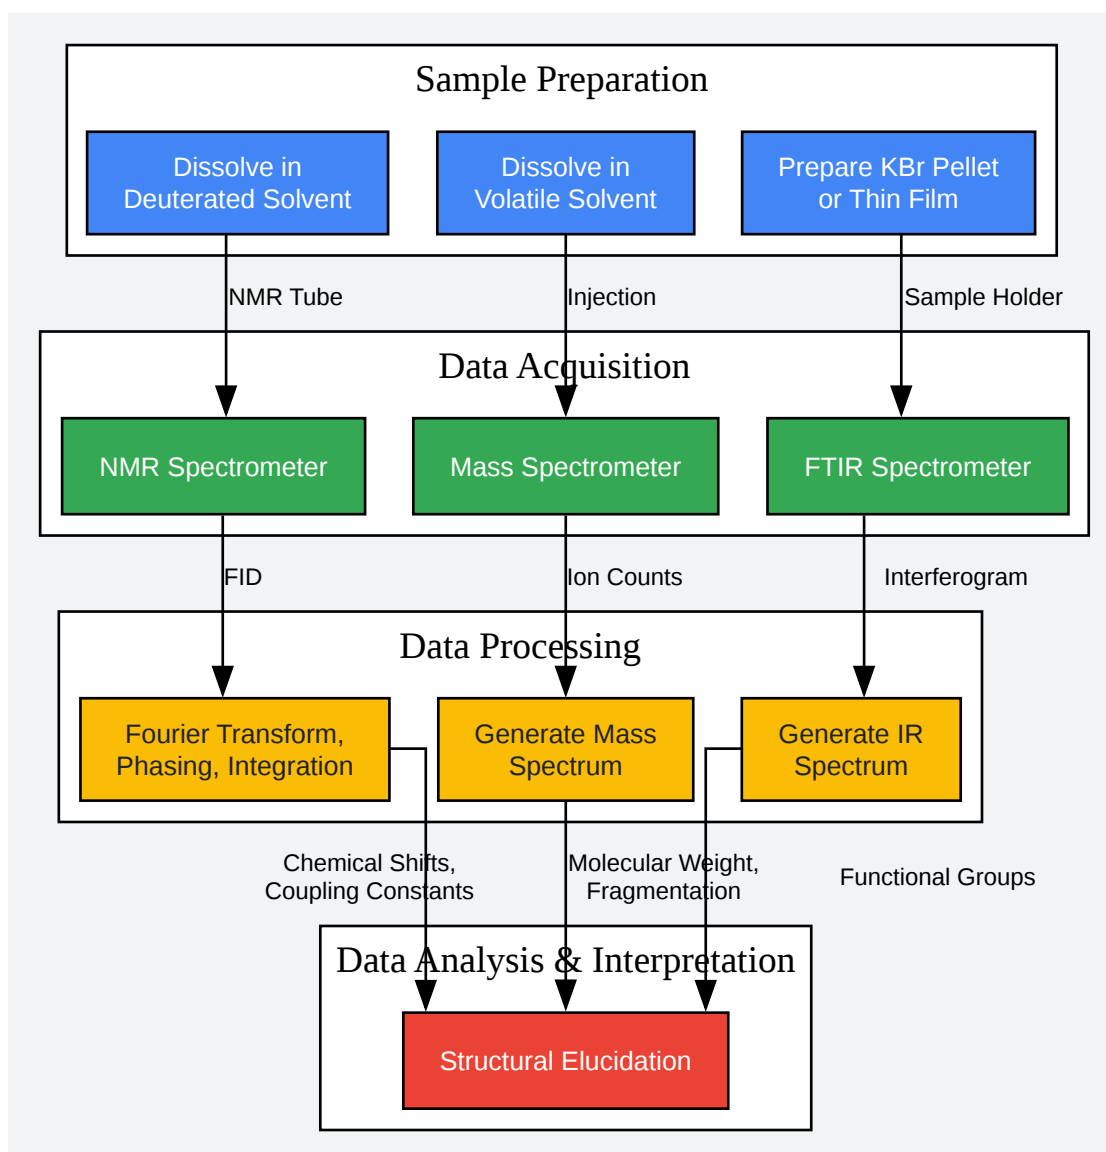 Sample Preparation
Dissolve in
Deuterated Solvent
Dissolve in
Volatile Solvent
Prepare KBr Pellet
or Thin Film
NMR Tube
Injection
Sample Holder
Data Acquisition
NMR Spectrometer
Mass Spectrometer
FTIR Spectrometer
FID
Ion Counts
Interferogram
Data Processing
Fourier Transform,
Phasing, Integration
Generate Mass
Spectrum
Generate IR
Spectrum
Chemical Shifts,
Coupling Constants
Molecular Weight,
Fragmentation
Functional Groups
Data Analysis & Interpretation
Structural Elucidation